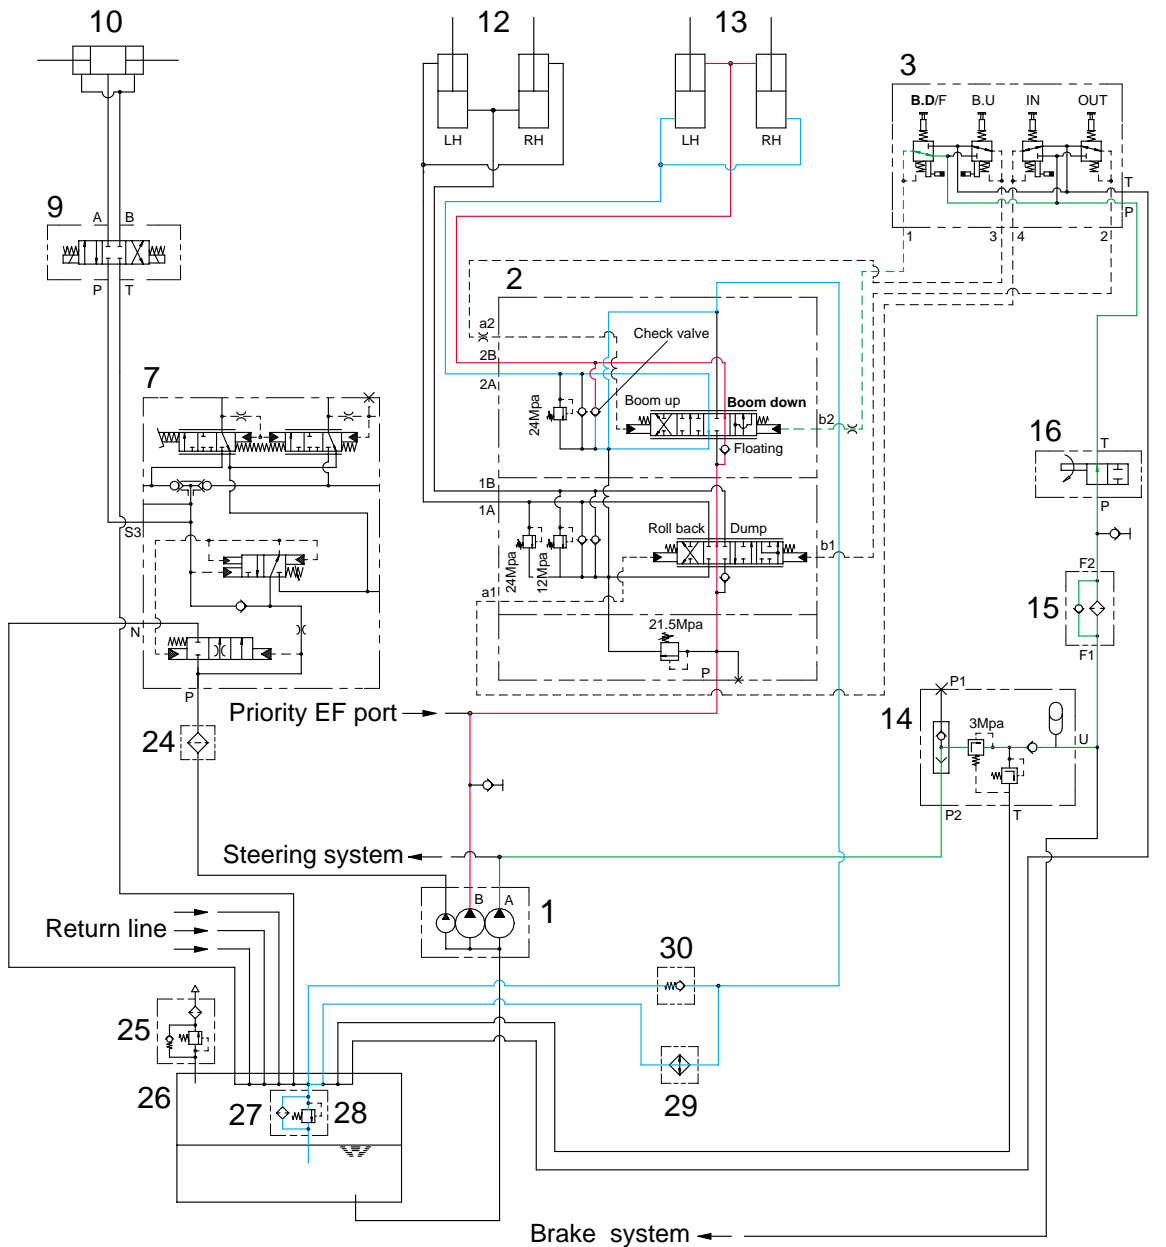 10
12
13
3
B.D/F B.U IN OUT
LH RH LH RH
T
P
1 3 4 2
9
A B
P T
2
a2
Check valve
2B
2A
24Mpa
Boom up
Boom down
b2
Floating
7
16
T
P
1B
1A
S3
Roll back
Dump
b1
24Mpa
12Mpa
a1
F2
15
F1
N
21.5Mpa
P
P
P1
14
3Mpa
U
P2
T
Priority EF port
24
Steering system
B A
1
Return line
30
25
26
27
28
29
Brake system